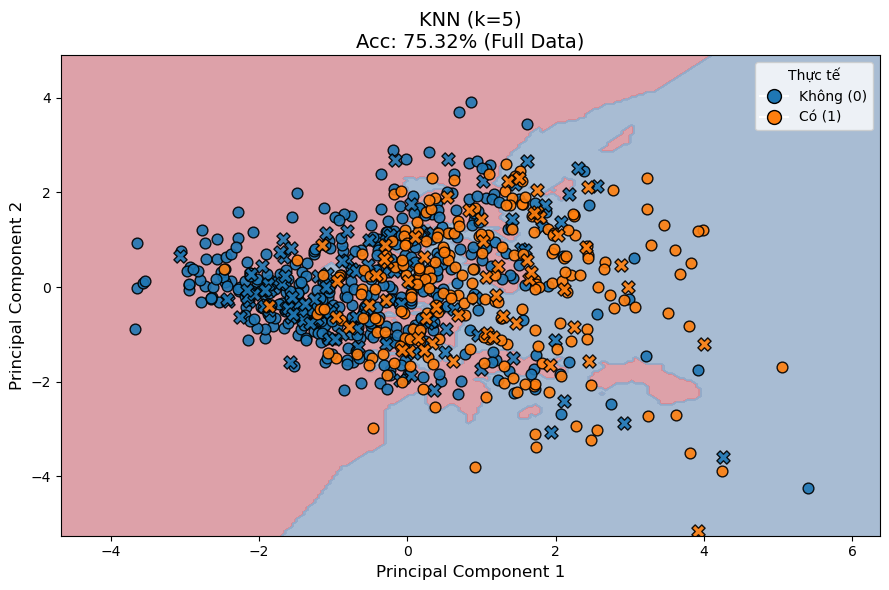 KNN (k=5)
Acc: 75.32% (Full Data)
Thực tế
Không (0)
Có (1)
Principal Component 2
4
2
0
−2
−4
−4
−2
0
2
4
6
Principal Component 1